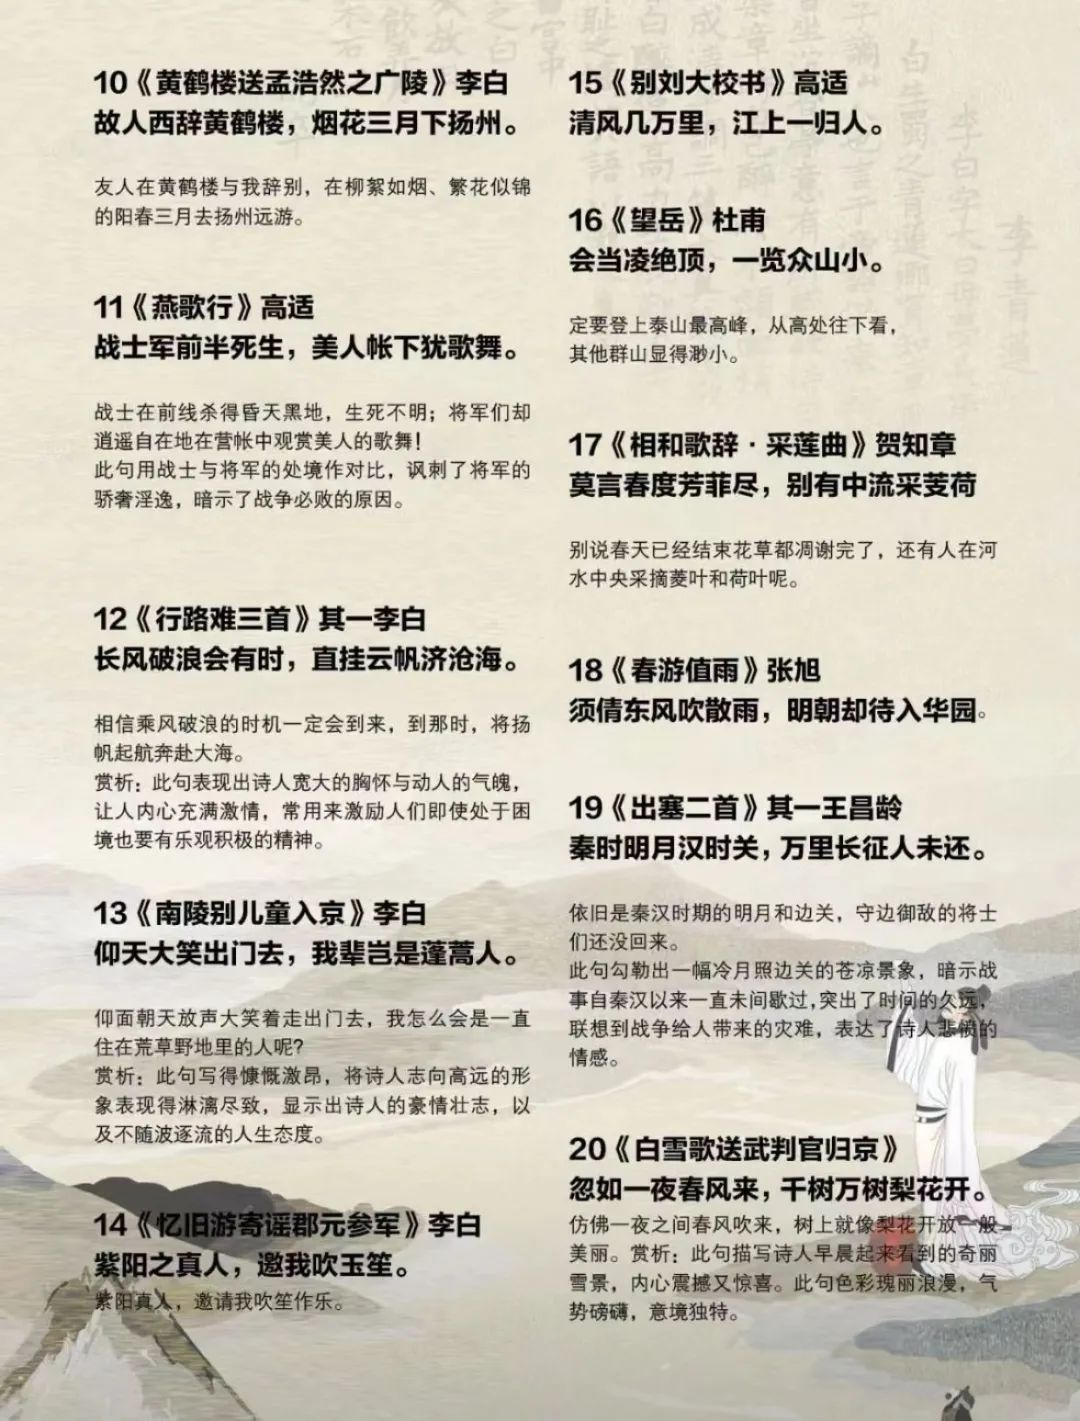 10《黄鹤楼送孟浩然之广陵》李白
故人西辞黄鹤楼，烟花三月下扬州。
友人在黄鹤楼与我辞别，在柳絮如烟、繁花似锦
的阳春三月去扬州远游。
11《燕歌行》高适
战士军前半死生，美人帐下犹歌舞。
战士在前线杀得昏天黑地，生死不明；将军们却
逍遥自在地在营帐中观赏美人的歌舞！
此句用战士与将军的处境作对比，讽刺了将军的
骄奢淫逸，暗示了战争必败的原因。
12《行路难三首》其一李白
长风破浪会有时，直挂云帆济沧海。
相信乘风破浪的时机一定会到来，到那时，将扬
帆起航奔赴大海。
赏析：此句表现出诗人宽大的胸怀与动人的气魄，
让人内心充满激情，常用来激励人们即使处于困
境也要有乐观积极的精神。
13《南陵别儿童入京》李白
仰天大笑出门去，我辈岂是蓬蒿人。
仰面朝天放声大笑着走出门去，我怎么会是一直
住在荒草野地里的人呢?
赏析：此句写得慷慨激昂，将诗人志向高远的形
象表现得淋漓尽致，显示出诗人的豪情壮志，以
及不随波逐流的人生态度。
14《忆旧游寄谣郡元参军》李白
紫阳之真人，邀我吹玉笙。
紫阳真人，邀请我吹笙作乐。
15《别刘大校书》高适
清风几万里，江上一归人。
16《望岳》杜甫
会当凌绝顶，一览众山小。
定要登上泰山最高峰，从高处往下看，
其他群山显得渺小。
17《相和歌辞·采莲曲》贺知章
莫言春度芳菲尽，别有中流采芰荷
别说春天已经结束花草都凋谢完了，还有人在河
水中央采摘菱叶和荷叶呢。
18《春游值雨》张旭
须倩东风吹散雨，明朝却待入华园。
19《出塞二首》其一王昌龄
秦时明月汉时关，万里长征人未还。
依旧是秦汉时期的明月和边关，守边御敌的将士
们还没回来。
此句勾勒出一幅冷月照边关的苍凉景象，暗示战
事自秦汉以来一直未间歇过，突出了时间的久远，
联想到战争给人带来的灾难，表达了诗人悲愤的
情感。
20《白雪歌送武判官归京》
忽如一夜春风来，千树万树梨花开。
仿佛一夜之间春风吹来，树上就像梨花开放一般
美丽。赏析：此句描写诗人早晨起来看到的奇丽
雪景，内心震撼又惊喜。此句色彩瑰丽浪漫，气
势磅礴，意境独特。